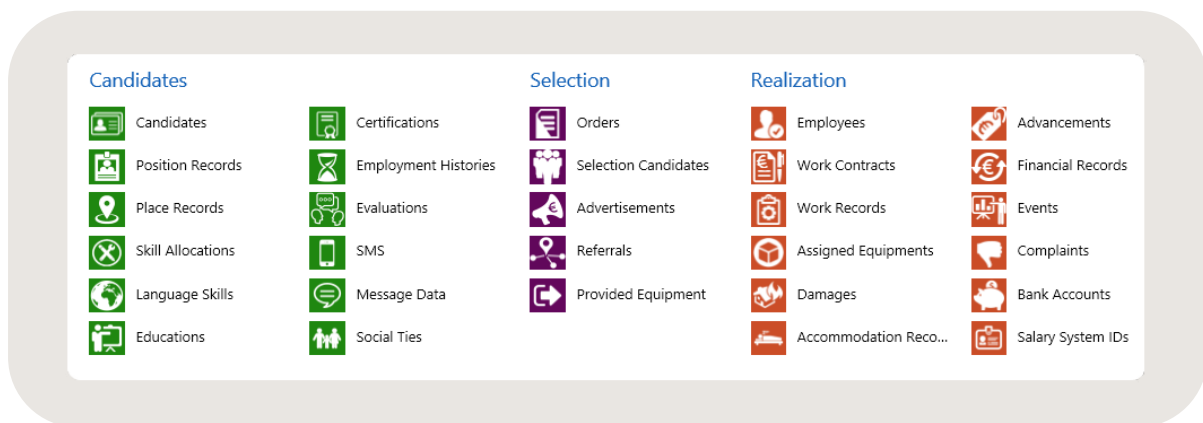 Candidates
Candidates
Position Records
Place Records
Skill Allocations
Language Skills
Educations
Certifications
Employment Histories
Evaluations
SMS
Message Data
Social Ties
Selection
Orders
Selection Candidates
Advertisements
Referrals
Provided Equipment
Realization
Employees
Work Contracts
Work Records
Assigned Equipments
Damages
Accommodation Reco...
Advancements
Financial Records
Events
Complaints
Bank Accounts
Salary System IDs